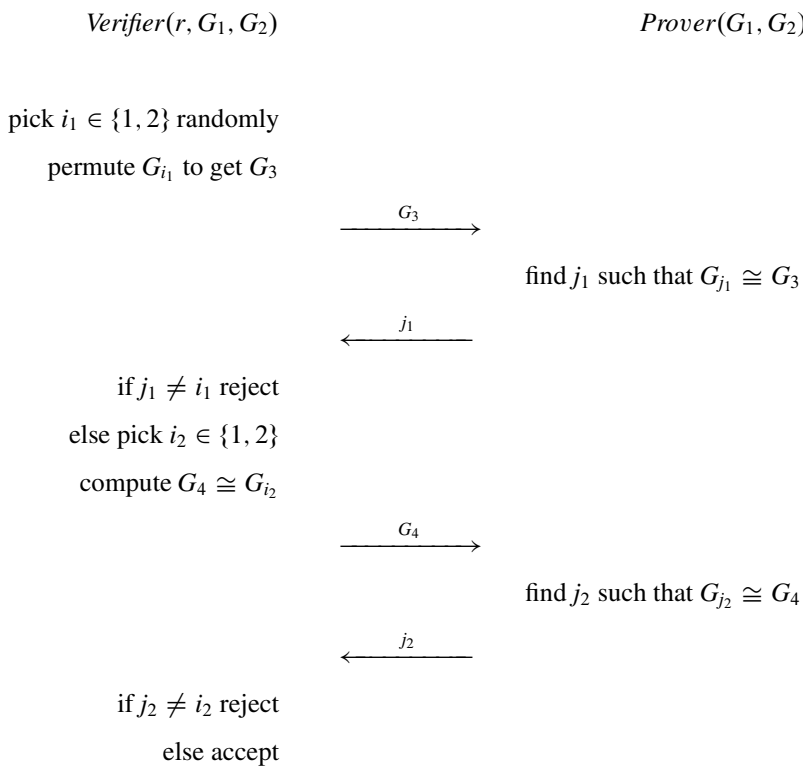 Verifier(r, G₁, G₂) Prover(G₁, G₂)
pick i₁ ∈ {1, 2} randomly
permute G_{i₁} to get G₃
G₃
find j₁ such that G_{j₁} ≅ G₃
j₁
if j₁ ≠ i₁ reject
else pick i₂ ∈ {1, 2}
compute G₄ ≅ G_{i₂}
G₄
find j₂ such that G_{j₂} ≅ G₄
j₂
if j₂ ≠ i₂ reject
else accept